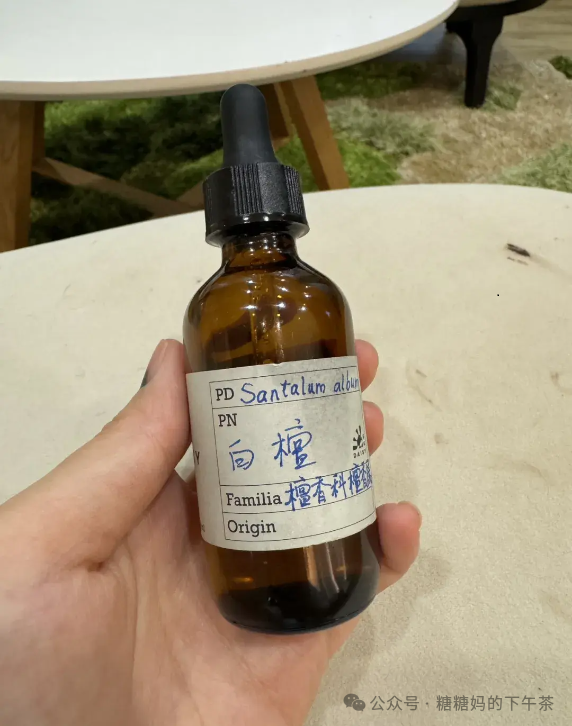 PD Santalum album
PN
白檀
Familia 檀香科檀香
Origin
公众号·糖糖妈的下午茶